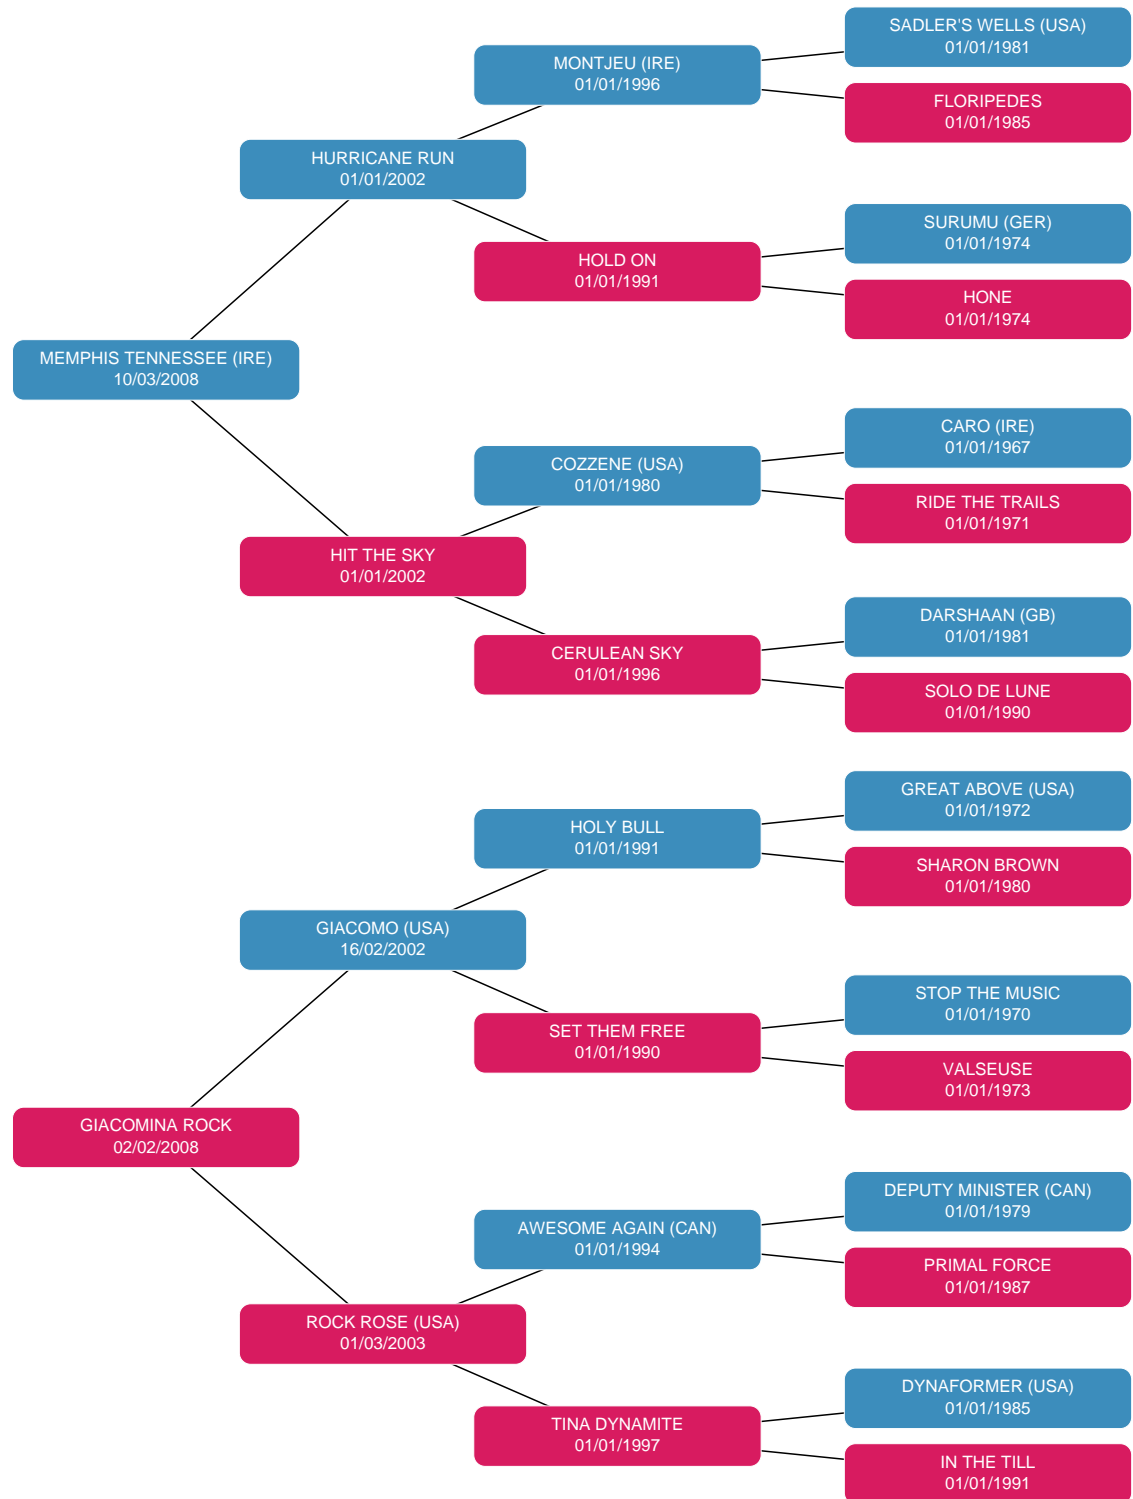 SADLER'S WELLS (USA)
01/01/1981
MONTJEU (IRE)
01/01/1996
FLORIPEDES
01/01/1985
HURRICANE RUN
01/01/2002
SURUMU (GER)
01/01/1974
HOLD ON
01/01/1991
HONE
01/01/1974
MEMPHIS TENNESSEE (IRE)
10/03/2008
CARO (IRE)
01/01/1967
COZZENE (USA)
01/01/1980
RIDE THE TRAILS
01/01/1971
HIT THE SKY
01/01/2002
DARSHAAN (GB)
01/01/1981
CERULEAN SKY
01/01/1996
SOLO DE LUNE
01/01/1990
GREAT ABOVE (USA)
01/01/1972
HOLY BULL
01/01/1991
SHARON BROWN
01/01/1980
GIACOMO (USA)
16/02/2002
STOP THE MUSIC
01/01/1970
SET THEM FREE
01/01/1990
VALSEUSE
01/01/1973
GIACOMINA ROCK
02/02/2008
DEPUTY MINISTER (CAN)
01/01/1979
AWESOME AGAIN (CAN)
01/01/1994
PRIMAL FORCE
01/01/1987
ROCK ROSE (USA)
01/03/2003
DYNAFORMER (USA)
01/01/1985
TINA DYNAMITE
01/01/1997
IN THE TILL
01/01/1991